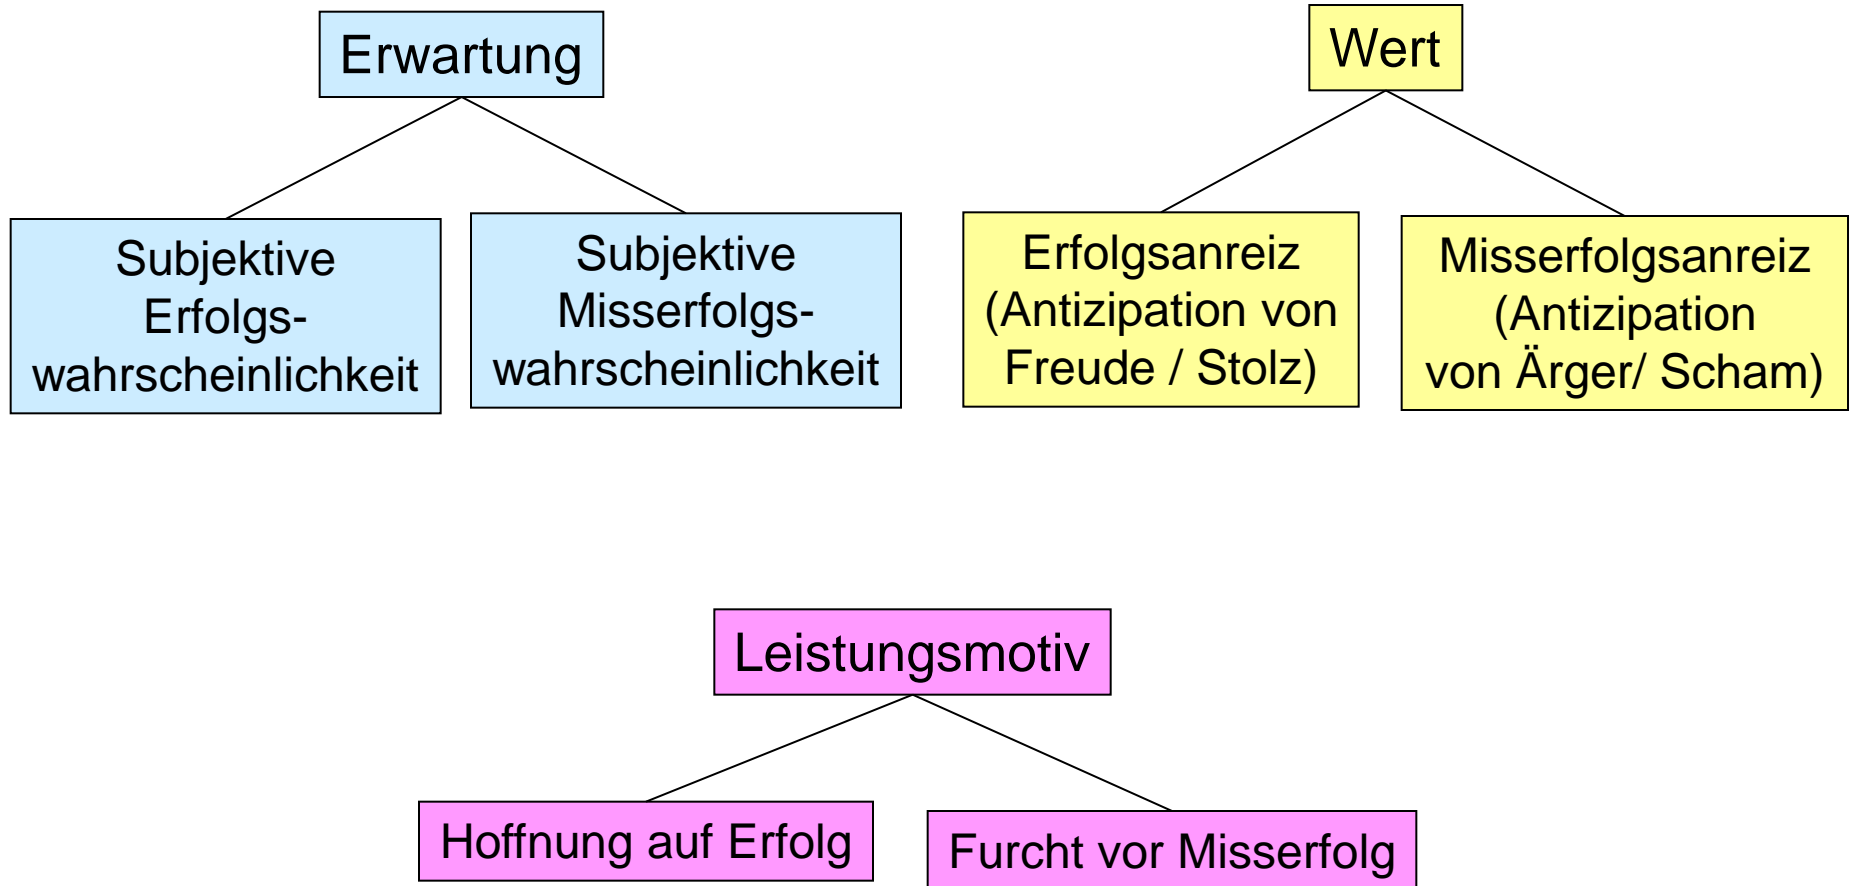 Erwartung
Subjektive
Erfolgs-
wahrscheinlichkeit
Subjektive
Misserfolgs-
wahrscheinlichkeit
Wert
Erfolgsanreiz
(Antizipation von
Freude / Stolz)
Misserfolgsanreiz
(Antizipation
von Ärger/ Scham)
Leistungsmotiv
Hoffnung auf Erfolg
Furcht vor Misserfolg